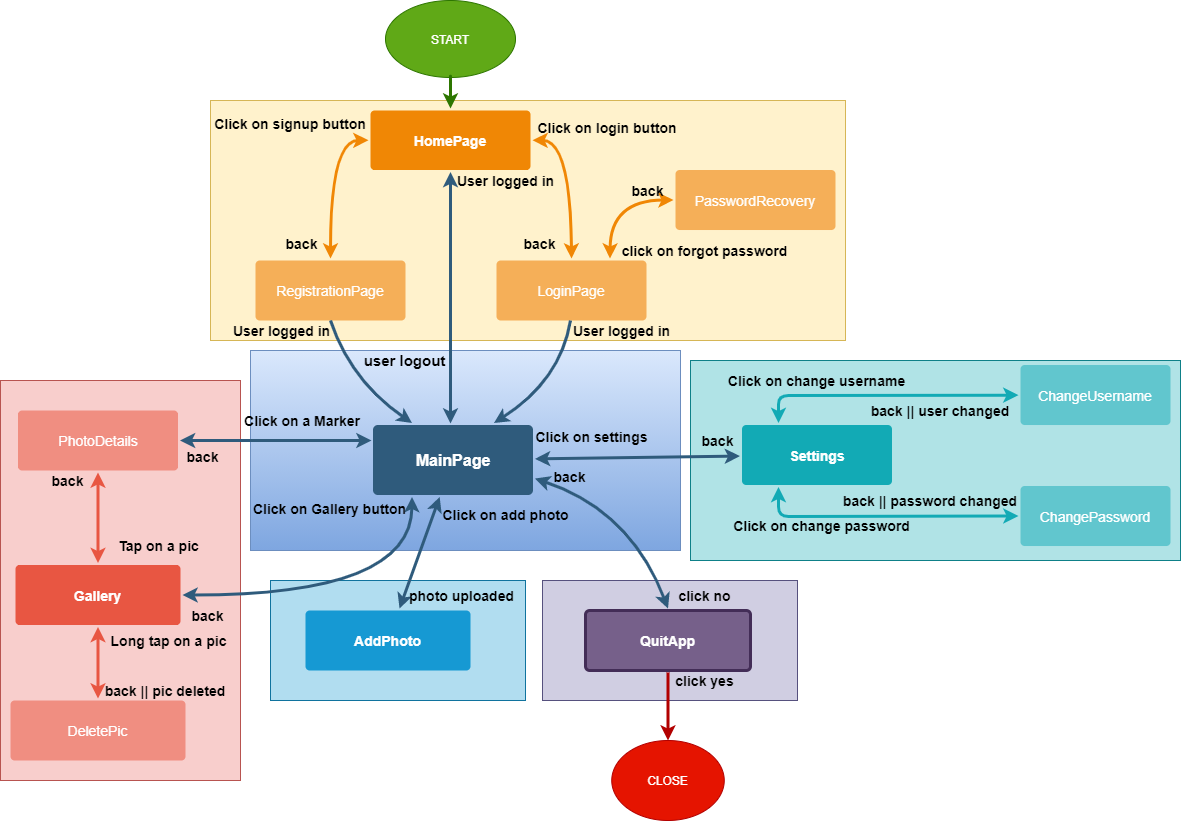 START
Click on signup button
HomePage
Click on login button
User logged in
back
PasswordRecovery
back
back
click on forgot password
RegistrationPage
LoginPage
User logged in
User logged in
user logout
Click on change username
ChangeUsername
back || user changed
Click on a Marker
PhotoDetails
back
MainPage
Click on settings
back
Settings
back
back
Click on Gallery button
Click on add photo
back || password changed
Click on change password
ChangePassword
Tap on a pic
Gallery
back
photo uploaded
click no
Long tap on a pic
AddPhoto
QuitApp
back || pic deleted
click yes
DeletePic
CLOSE